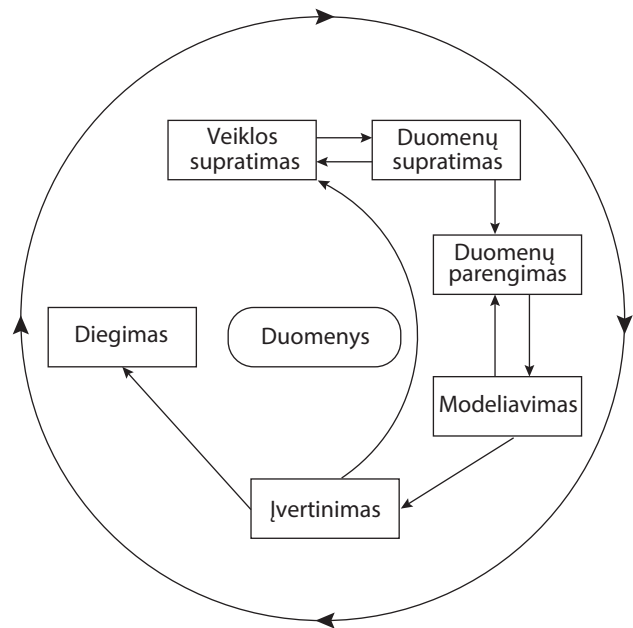 Veiklos
supratimas
Duomenų
supratimas
Duomenų
parengimas
Diegimas
Duomenys
Modeliavimas
Įvertinimas